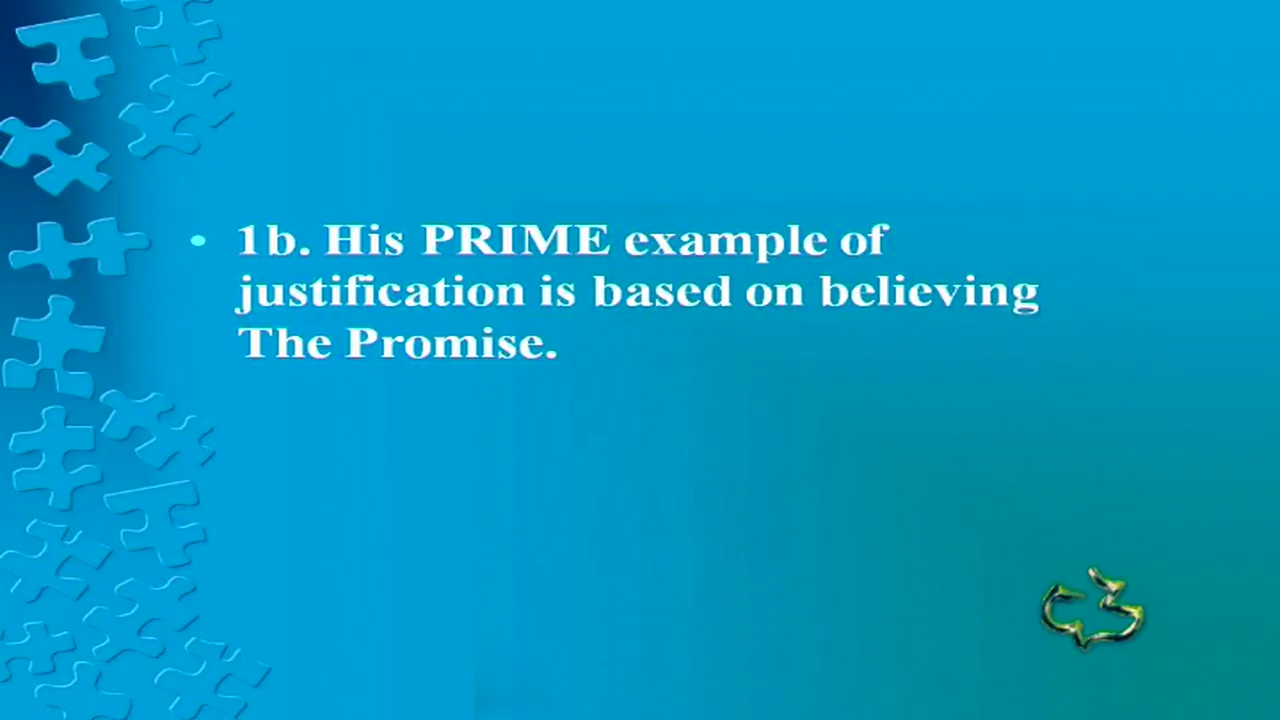 • 1b. His PRIME example of
justification is based on believing
The Promise.